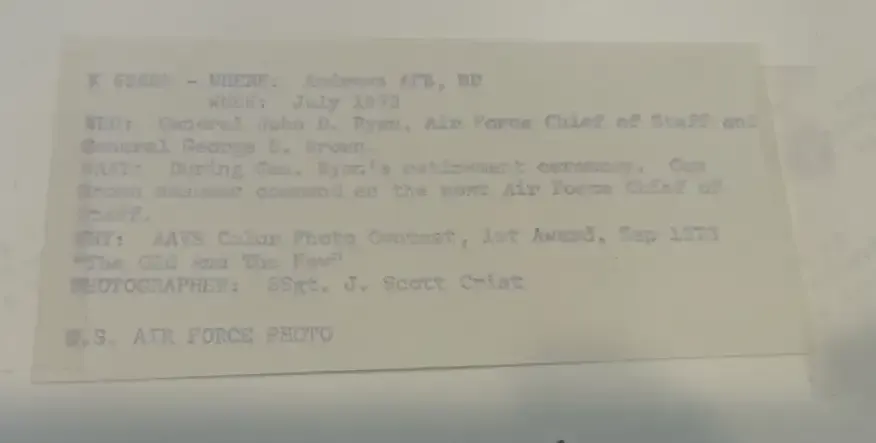 - WHERE: Andrews AFB, MD
WHEN: July 1973
WHO: General John D. Ryan, Air Force Chief of Staff and
General George S. Brown.
WHAT: During Gen. Ryan's retirement ceremony. Gen
Brown assumes command as the next Air Force Chief of
Staff.
WHY: AAVS Color Photo Contest, 1st Award, Sep 1973
"The Old and The New"
PHOTOGRAPHER: SSgt. J. Scott
U.S. AIR FORCE PHOTO